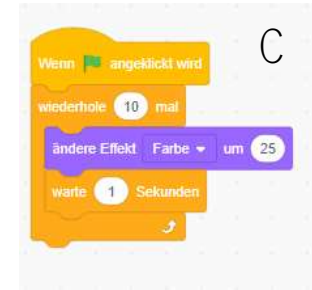 C
Wenn angeklickt wird
wiederhole 10 mal
ändere Effekt Farbe um 25
warte 1 Sekunden